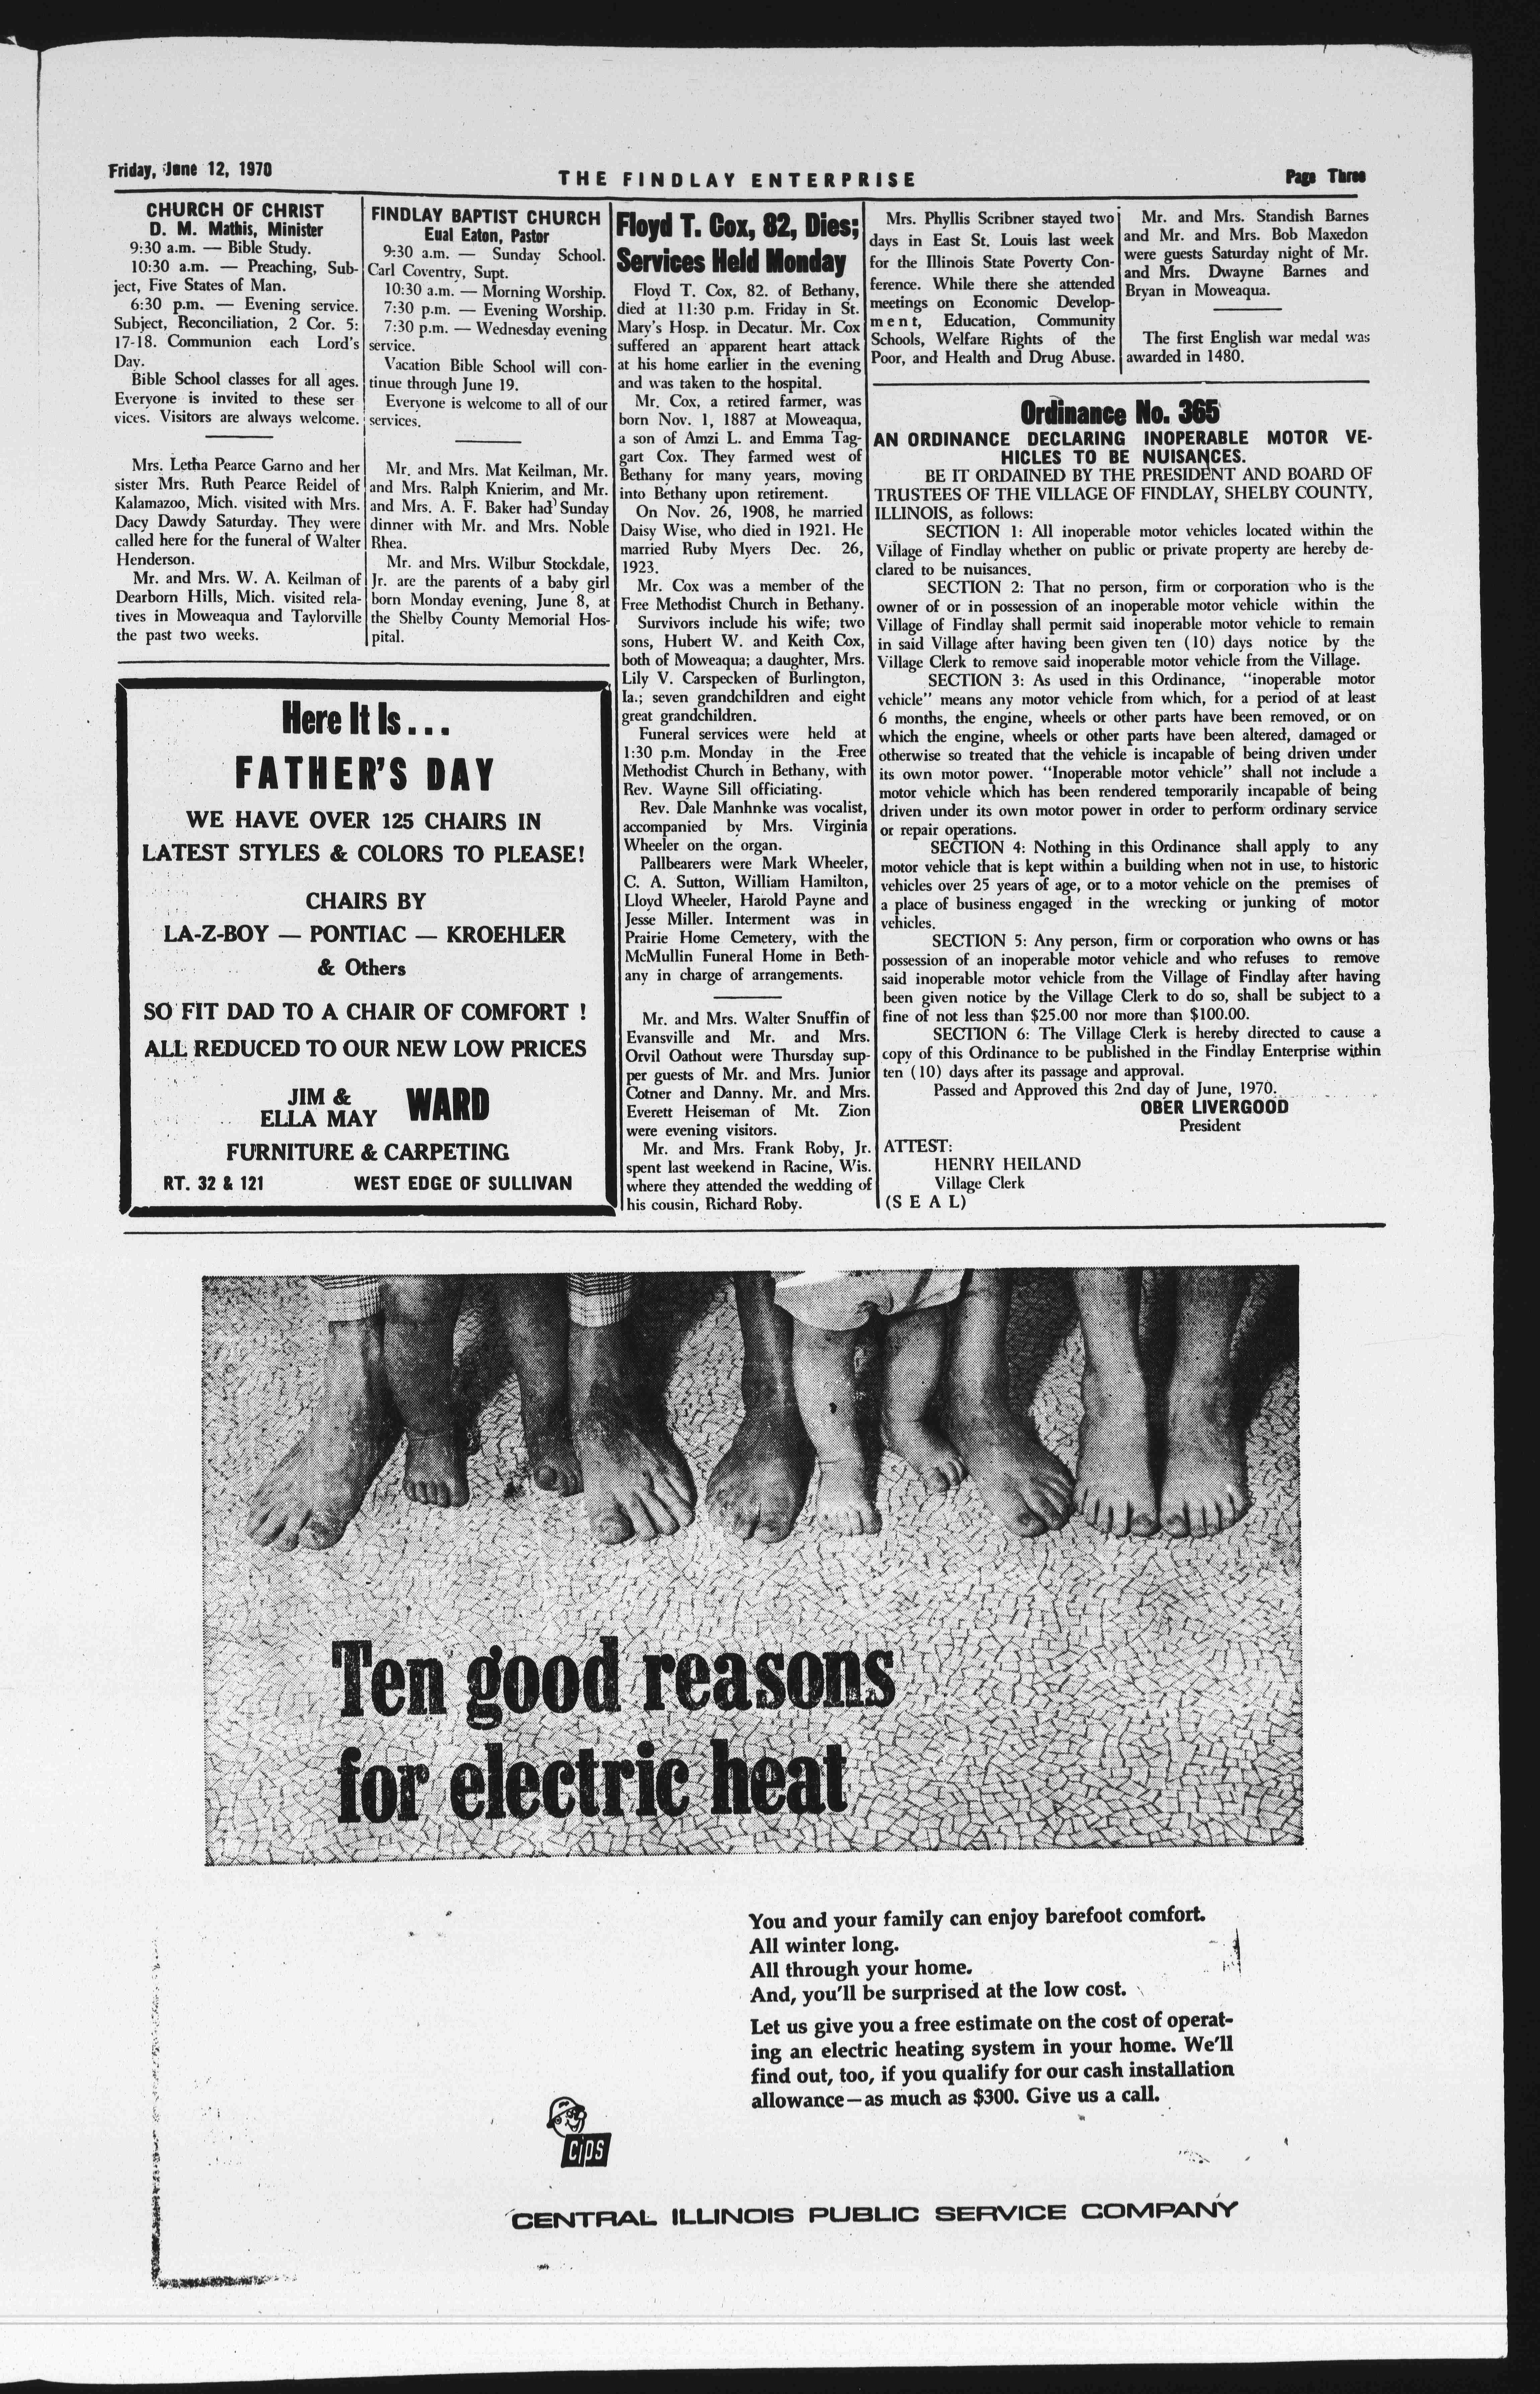 Friday, June 12, 1970
THE FINDLAY ENTERPRISE
Page Three
CHURCH OF CHRIST
D. M. Mathis, Minister
9:30 a.m. — Bible Study.
10:30 a.m. — Preaching, Sub-
ject, Five States of Man.
6:30 p.m. — Evening service.
Subject, Reconciliation, 2 Cor. 5:
17-18. Communion each Lord's
Day.
Bible School classes for all ages.
Everyone is invited to these ser
vices. Visitors are always welcome.
Mrs. Letha Pearce Garno and her
sister Mrs. Ruth Pearce Reidel of
Kalamazoo, Mich. visited with Mrs.
Dacy Dawdy Saturday. They were
called here for the funeral of Walter
Henderson.
Mr. and Mrs. W. A. Keilman of
Dearborn Hills, Mich. visited rela-
tives in Moweaqua and Taylorville
the past two weeks.
FINDLAY BAPTIST CHURCH
Eual Eaton, Pastor
9:30 a.m. — Sunday School.
Carl Coventry, Supt.
10:30 a.m. — Morning Worship.
7:30 p.m. — Evening Worship.
7:30 p.m. — Wednesday evening
service.
Vacation Bible School will con-
tinue through June 19.
Everyone is welcome to all of our
services.
Mr. and Mrs. Mat Keilman, Mr.
and Mrs. Ralph Knierim, and Mr.
and Mrs. A. F. Baker had Sunday
dinner with Mr. and Mrs. Noble
Rhea.
Mr. and Mrs. Wilbur Stockdale,
Jr. are the parents of a baby girl
born Monday evening, June 8, at
the Shelby County Memorial Hos-
pital.
Here It Is...
FATHER'S DAY
WE HAVE OVER 125 CHAIRS IN
LATEST STYLES & COLORS TO PLEASE!
CHAIRS BY
LA-Z-BOY — PONTIAC — KROEHLER
& Others
SO FIT DAD TO A CHAIR OF COMFORT !
ALL REDUCED TO OUR NEW LOW PRICES
JIM &
ELLA MAY WARD
FURNITURE & CARPETING
RT. 32 & 121 WEST EDGE OF SULLIVAN
Floyd T. Cox, 82, Dies;
Services Held Monday
Floyd T. Cox, 82. of Bethany,
died at 11:30 p.m. Friday in St.
Mary's Hosp. in Decatur. Mr. Cox
suffered an apparent heart attack
at his home earlier in the evening
and was taken to the hospital.
Mr. Cox, a retired farmer, was
born Nov. 1, 1887 at Moweaqua,
a son of Amzi L. and Emma Tag-
gart Cox. They farmed west of
Bethany for many years, moving
into Bethany upon retirement.
On Nov. 26, 1908, he married
Daisy Wise, who died in 1921. He
married Ruby Myers Dec. 26,
1923.
Mr. Cox was a member of the
Free Methodist Church in Bethany.
Survivors include his wife; two
sons, Hubert W. and Keith Cox,
both of Moweaqua; a daughter, Mrs.
Lily V. Carspecken of Burlington,
Ia.; seven grandchildren and eight
great grandchildren.
Funeral services were held at
1:30 p.m. Monday in the Free
Methodist Church in Bethany, with
Rev. Wayne Sill officiating.
Rev. Dale Manhnke was vocalist,
accompanied by Mrs. Virginia
Wheeler on the organ.
Pallbearers were Mark Wheeler,
C. A. Sutton, William Hamilton,
Lloyd Wheeler, Harold Payne and
Jesse Miller. Interment was in
Prairie Home Cemetery, with the
McMullin Funeral Home in Beth-
any in charge of arrangements.
Mr. and Mrs. Walter Snuffin of
Evansville and Mr. and Mrs.
Orvil Oathout were Thursday sup-
per guests of Mr. and Mrs. Junior
Cotner and Danny. Mr. and Mrs.
Everett Heiseman of Mt. Zion
were evening visitors.
Mr. and Mrs. Frank Roby, Jr.
spent last weekend in Racine, Wis.
where they attended the wedding of
his cousin, Richard Roby.
Mrs. Phyllis Scribner stayed two
days in East St. Louis last week
for the Illinois State Poverty Con-
ference. While there she attended
meetings on Economic Develop-
ment, Education, Community
Schools, Welfare Rights of the
Poor, and Health and Drug Abuse.
Mr. and Mrs. Standish Barnes
and Mr. and Mrs. Bob Maxedon
were guests Saturday night of Mr.
and Mrs. Dwayne Barnes and
Bryan in Moweaqua.
The first English war medal was
awarded in 1480.
Ordinance No. 365
AN ORDINANCE DECLARING INOPERABLE MOTOR VE-
HICLES TO BE NUISANCES.
BE IT ORDAINED BY THE PRESIDENT AND BOARD OF
TRUSTEES OF THE VILLAGE OF FINDLAY, SHELBY COUNTY,
ILLINOIS, as follows:
SECTION 1: All inoperable motor vehicles located within the
Village of Findlay whether on public or private property are hereby de-
clared to be nuisances.
SECTION 2: That no person, firm or corporation who is the
owner of or in possession of an inoperable motor vehicle within the
Village of Findlay shall permit said inoperable motor vehicle to remain
in said Village after having been given ten (10) days notice by the
Village Clerk to remove said inoperable motor vehicle from the Village.
SECTION 3: As used in this Ordinance, "inoperable motor
vehicle" means any motor vehicle from which, for a period of at least
6 months, the engine, wheels or other parts have been removed, or on
which the engine, wheels or other parts have been altered, damaged or
otherwise so treated that the vehicle is incapable of being driven under
its own motor power. "Inoperable motor vehicle" shall not include a
motor vehicle which has been rendered temporarily incapable of being
driven under its own motor power in order to perform ordinary service
or repair operations.
SECTION 4: Nothing in this Ordinance shall apply to any
motor vehicle that is kept within a building when not in use, to historic
vehicles over 25 years of age, or to a motor vehicle on the premises of
a place of business engaged in the wrecking or junking of motor
vehicles.
SECTION 5: Any person, firm or corporation who owns or has
possession of an inoperable motor vehicle and who refuses to remove
said inoperable motor vehicle from the Village of Findlay after having
been given notice by the Village Clerk to do so, shall be subject to a
fine of not less than $25.00 nor more than $100.00.
SECTION 6: The Village Clerk is hereby directed to cause a
copy of this Ordinance to be published in the Findlay Enterprise within
ten (10) days after its passage and approval.
Passed and Approved this 2nd day of June, 1970.
OBER LIVERGOOD
President
ATTEST:
HENRY HEILAND
Village Clerk
(S E A L)
Ten good reasons
for electric heat
You and your family can enjoy barefoot comfort.
All winter long.
All through your home.
And, you'll be surprised at the low cost.
Let us give you a free estimate on the cost of operat-
ing an electric heating system in your home. We'll
find out, too, if you qualify for our cash installation
allowance—as much as $300. Give us a call.
cips
CENTRAL ILLINOIS PUBLIC SERVICE COMPANY